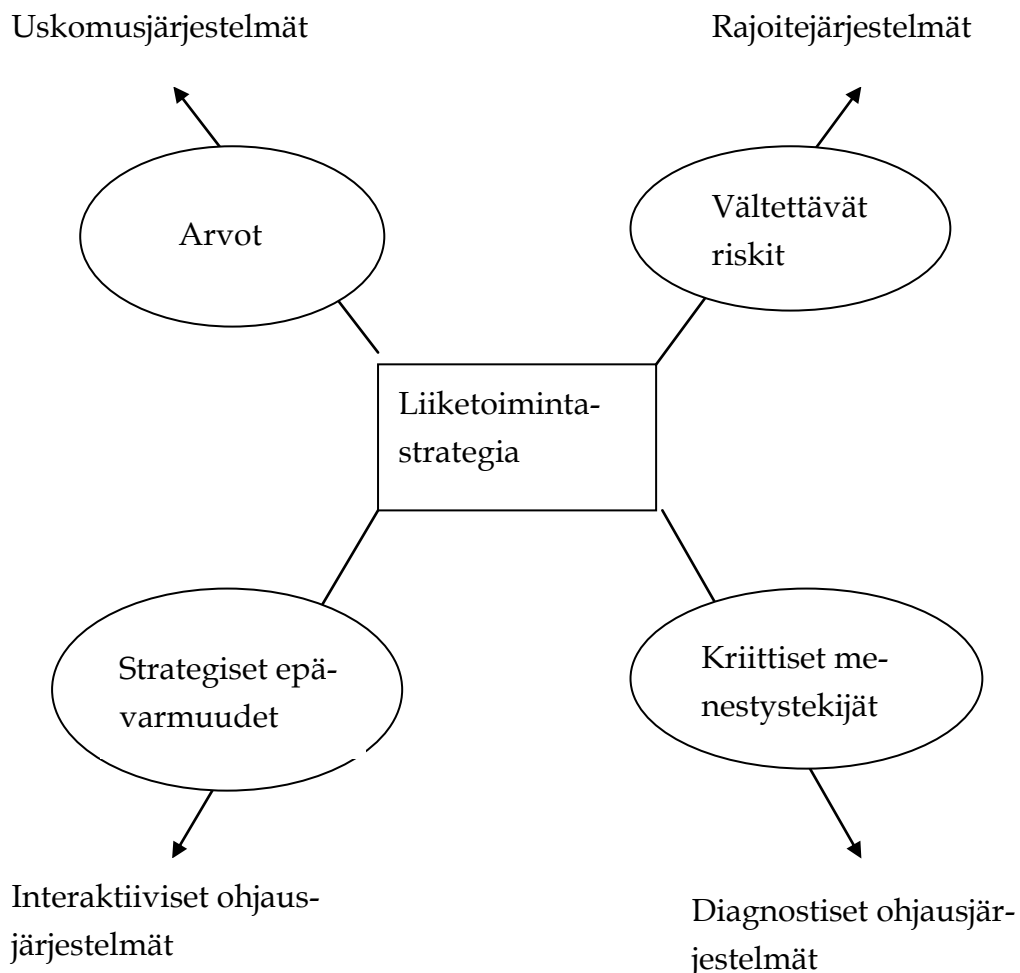 Uskomusjärjestelmät
Rajoitejärjestelmät
Arvot
Vältettävät
riskit
Liiketoiminta-
strategia
Strategiset epä-
varmuudet
Kriittiset me-
nestystekijät
Interaktiiviset ohjaus-
järjestelmät
Diagnostiset ohjausjär-
jestelmät